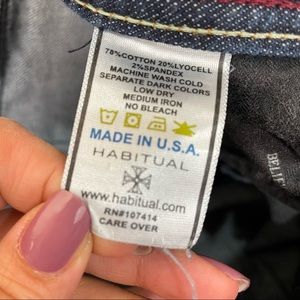 78%COTTON 20%LYOCELL
2%SPANDEX
MACHINE WASH COLD
SEPARATE DARK COLORS
LOW DRY
MEDIUM IRON
NO BLEACH
MADE IN U.S.A.
HABITUAL
www.habitual.com
RN#107414
CARE OVER